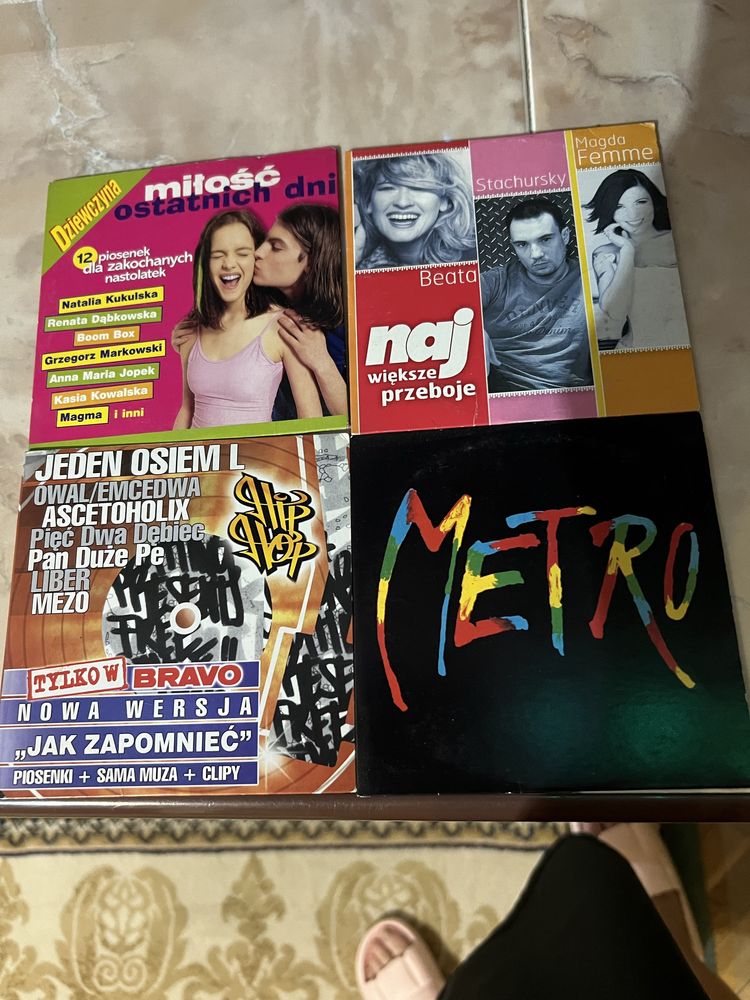 Dziewczyna
miłość
ostatnich dni
12 piosenek
dla zakochanych
nastolatek
Natalia Kukulska
Renata Dąbkowska
Boom Box
Grzegorz Markowski
Anna Maria Jopek
Kasia Kowalska
Magma i inni
Magda
Femme
Stachursky
Beata
naj
większe
przeboje
JEDEN OSIEM L
OWAL/EMCEDWA
ASCETOHOLIX
Pięć Dwa Dębiec
Pan Duże Pe
LIBER
MEZO
Hip
Hop
TYLKO W BRAVO
NOWA WERSJA
„JAK ZAPOMNIEĆ”
PIOSENKI + SAMA MUZA + CLIPY
METRO